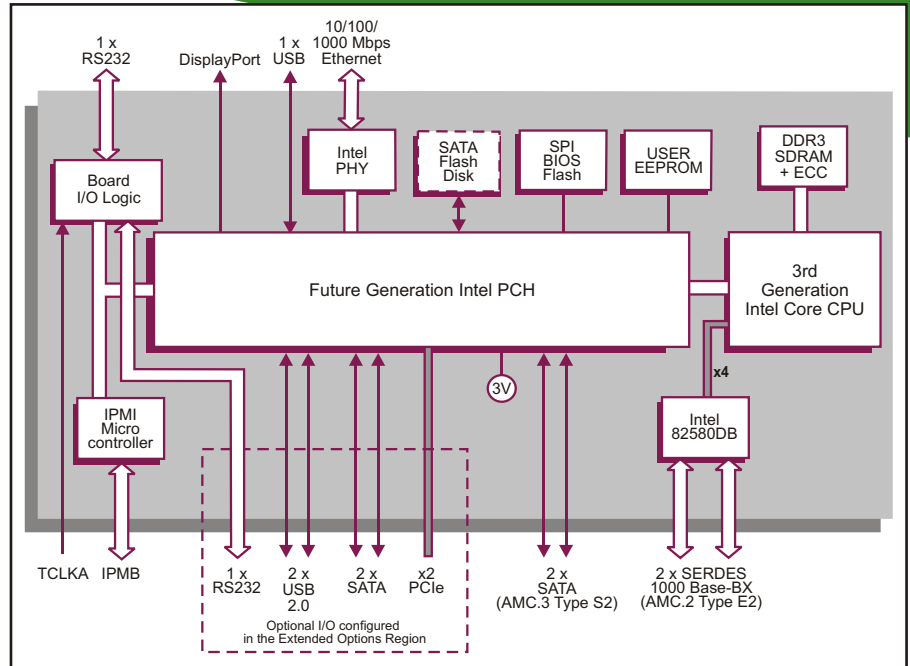 1 x
RS232
DisplayPort
1 x
USB
10/100/
1000 Mbps
Ethernet
Board
I/O Logic
Intel
PHY
SATA
Flash
Disk
SPI
BIOS
Flash
USER
EEPROM
DDR3
SDRAM
+ ECC
Future Generation Intel PCH
3rd
Generation
Intel Core CPU
3V
x4
IPMI
Micro
controller
Intel
82580DB
TCLKA
IPMB
1 x
RS232
2 x
USB
2.0
2 x
SATA
x2
PCIe
2 x
SATA
(AMC.3 Type S2)
2 x SERDES
1000 Base-BX
(AMC.2 Type E2)
Optional I/O configured
in the Extended Options Region